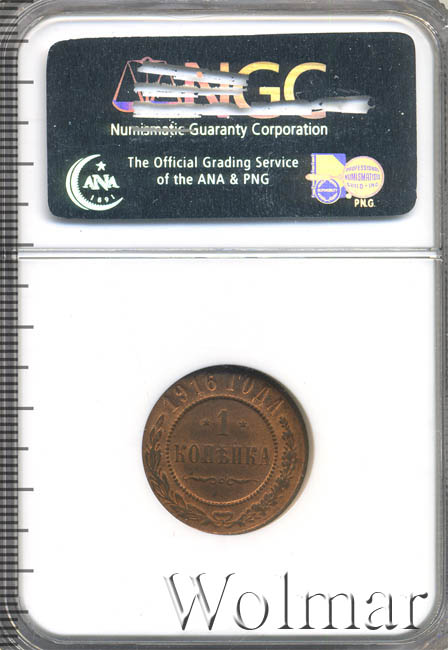 NGC
Numismatic Guaranty Corporation
The Official Grading Service
of the ANA & PNG
ANA
1891
PROFESSIONAL
NUMISMATISTS
GUILD • INC
P.N.G.
1916 ГОДА
* 1 *
КОПѢЙКА
Wolmar